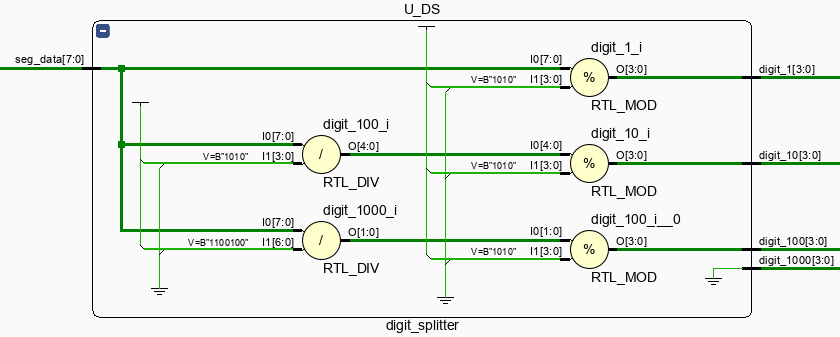 U_DS
seg_data[7:0]
digit_1_i
I0[7:0]
V=B"1010"
I1[3:0]
%
O[3:0]
digit_1[3:0]
RTL_MOD
digit_100_i
I0[7:0]
V=B"1010"
I1[3:0]
/
O[4:0]
RTL_DIV
digit_10_i
I0[4:0]
V=B"1010"
I1[3:0]
%
O[3:0]
digit_10[3:0]
RTL_MOD
digit_1000_i
I0[7:0]
V=B"1100100"
I1[6:0]
/
O[1:0]
RTL_DIV
digit_100_i__0
I0[1:0]
V=B"1010"
I1[3:0]
%
O[3:0]
digit_100[3:0]
digit_1000[3:0]
RTL_MOD
digit_splitter